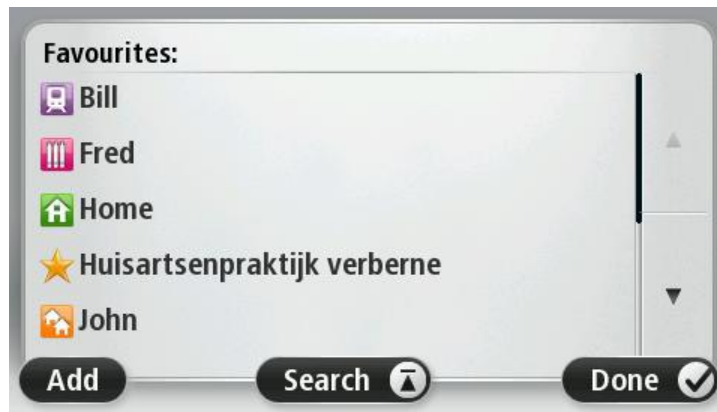 Favourites:
Bill
Fred
Home
Huisartsenpraktijk verberne
John
Add
Search
Done